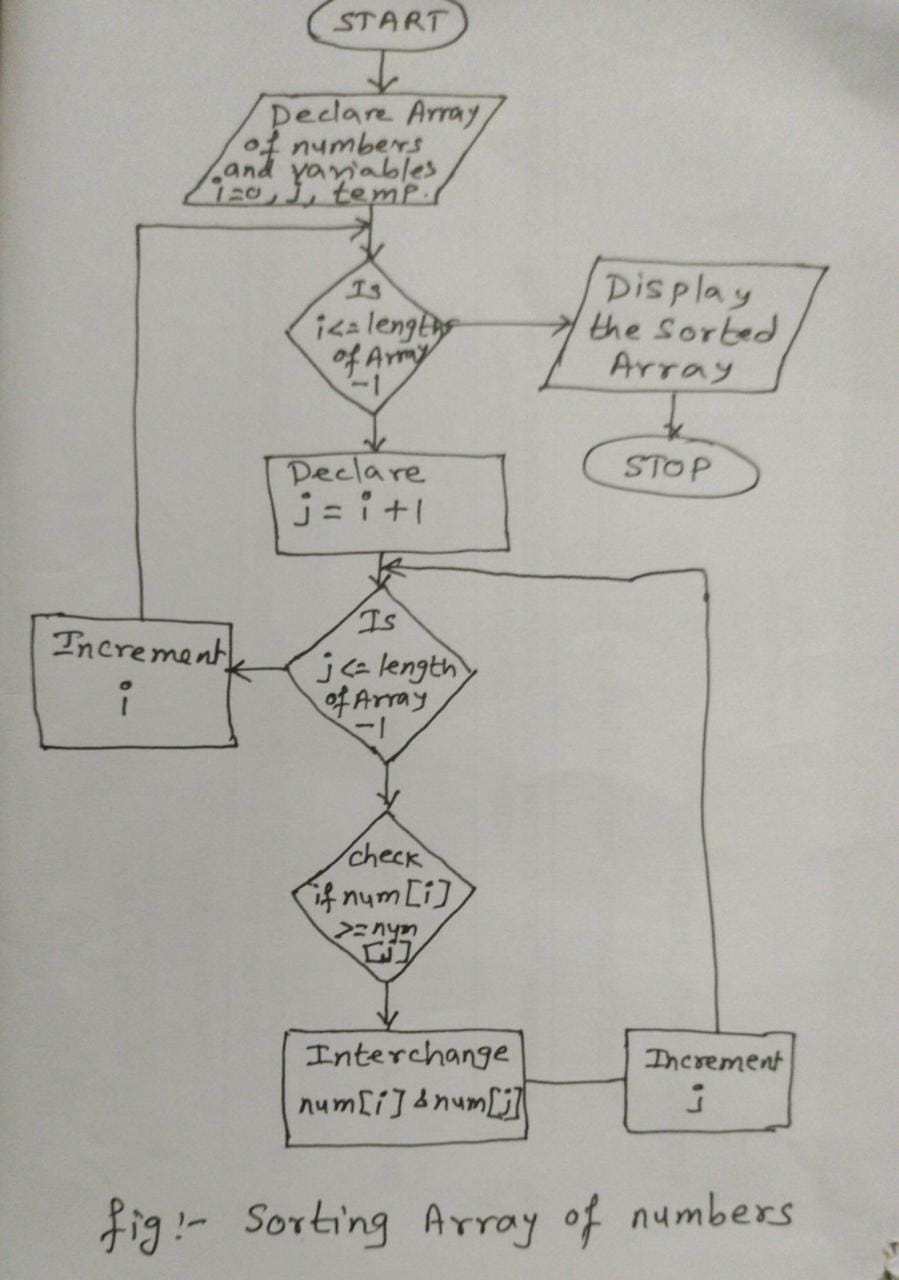 START
Declare Array
of numbers
and variables
i=0, j, temp.
Is
i<=length
of Array
-1
Display
the sorted
Array
STOP
Declare
j = i +1
Increment
i
Is
j<=length
of Array
-1
check
if num[i]
>=num
[j]
Interchange
num[i] & num[j]
Increment
j
fig:- Sorting Array of numbers